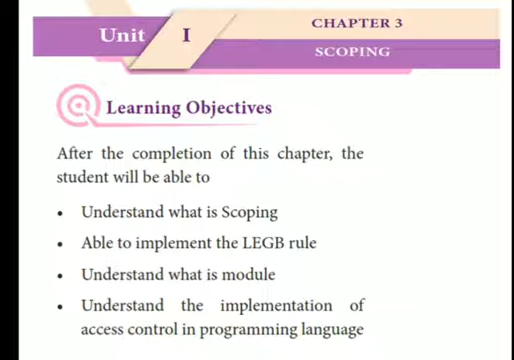 Unit I
CHAPTER 3
SCOPING
Learning Objectives
After the completion of this chapter, the
student will be able to
• Understand what is Scoping
• Able to implement the LEGB rule
• Understand what is module
• Understand the implementation of
access control in programming language